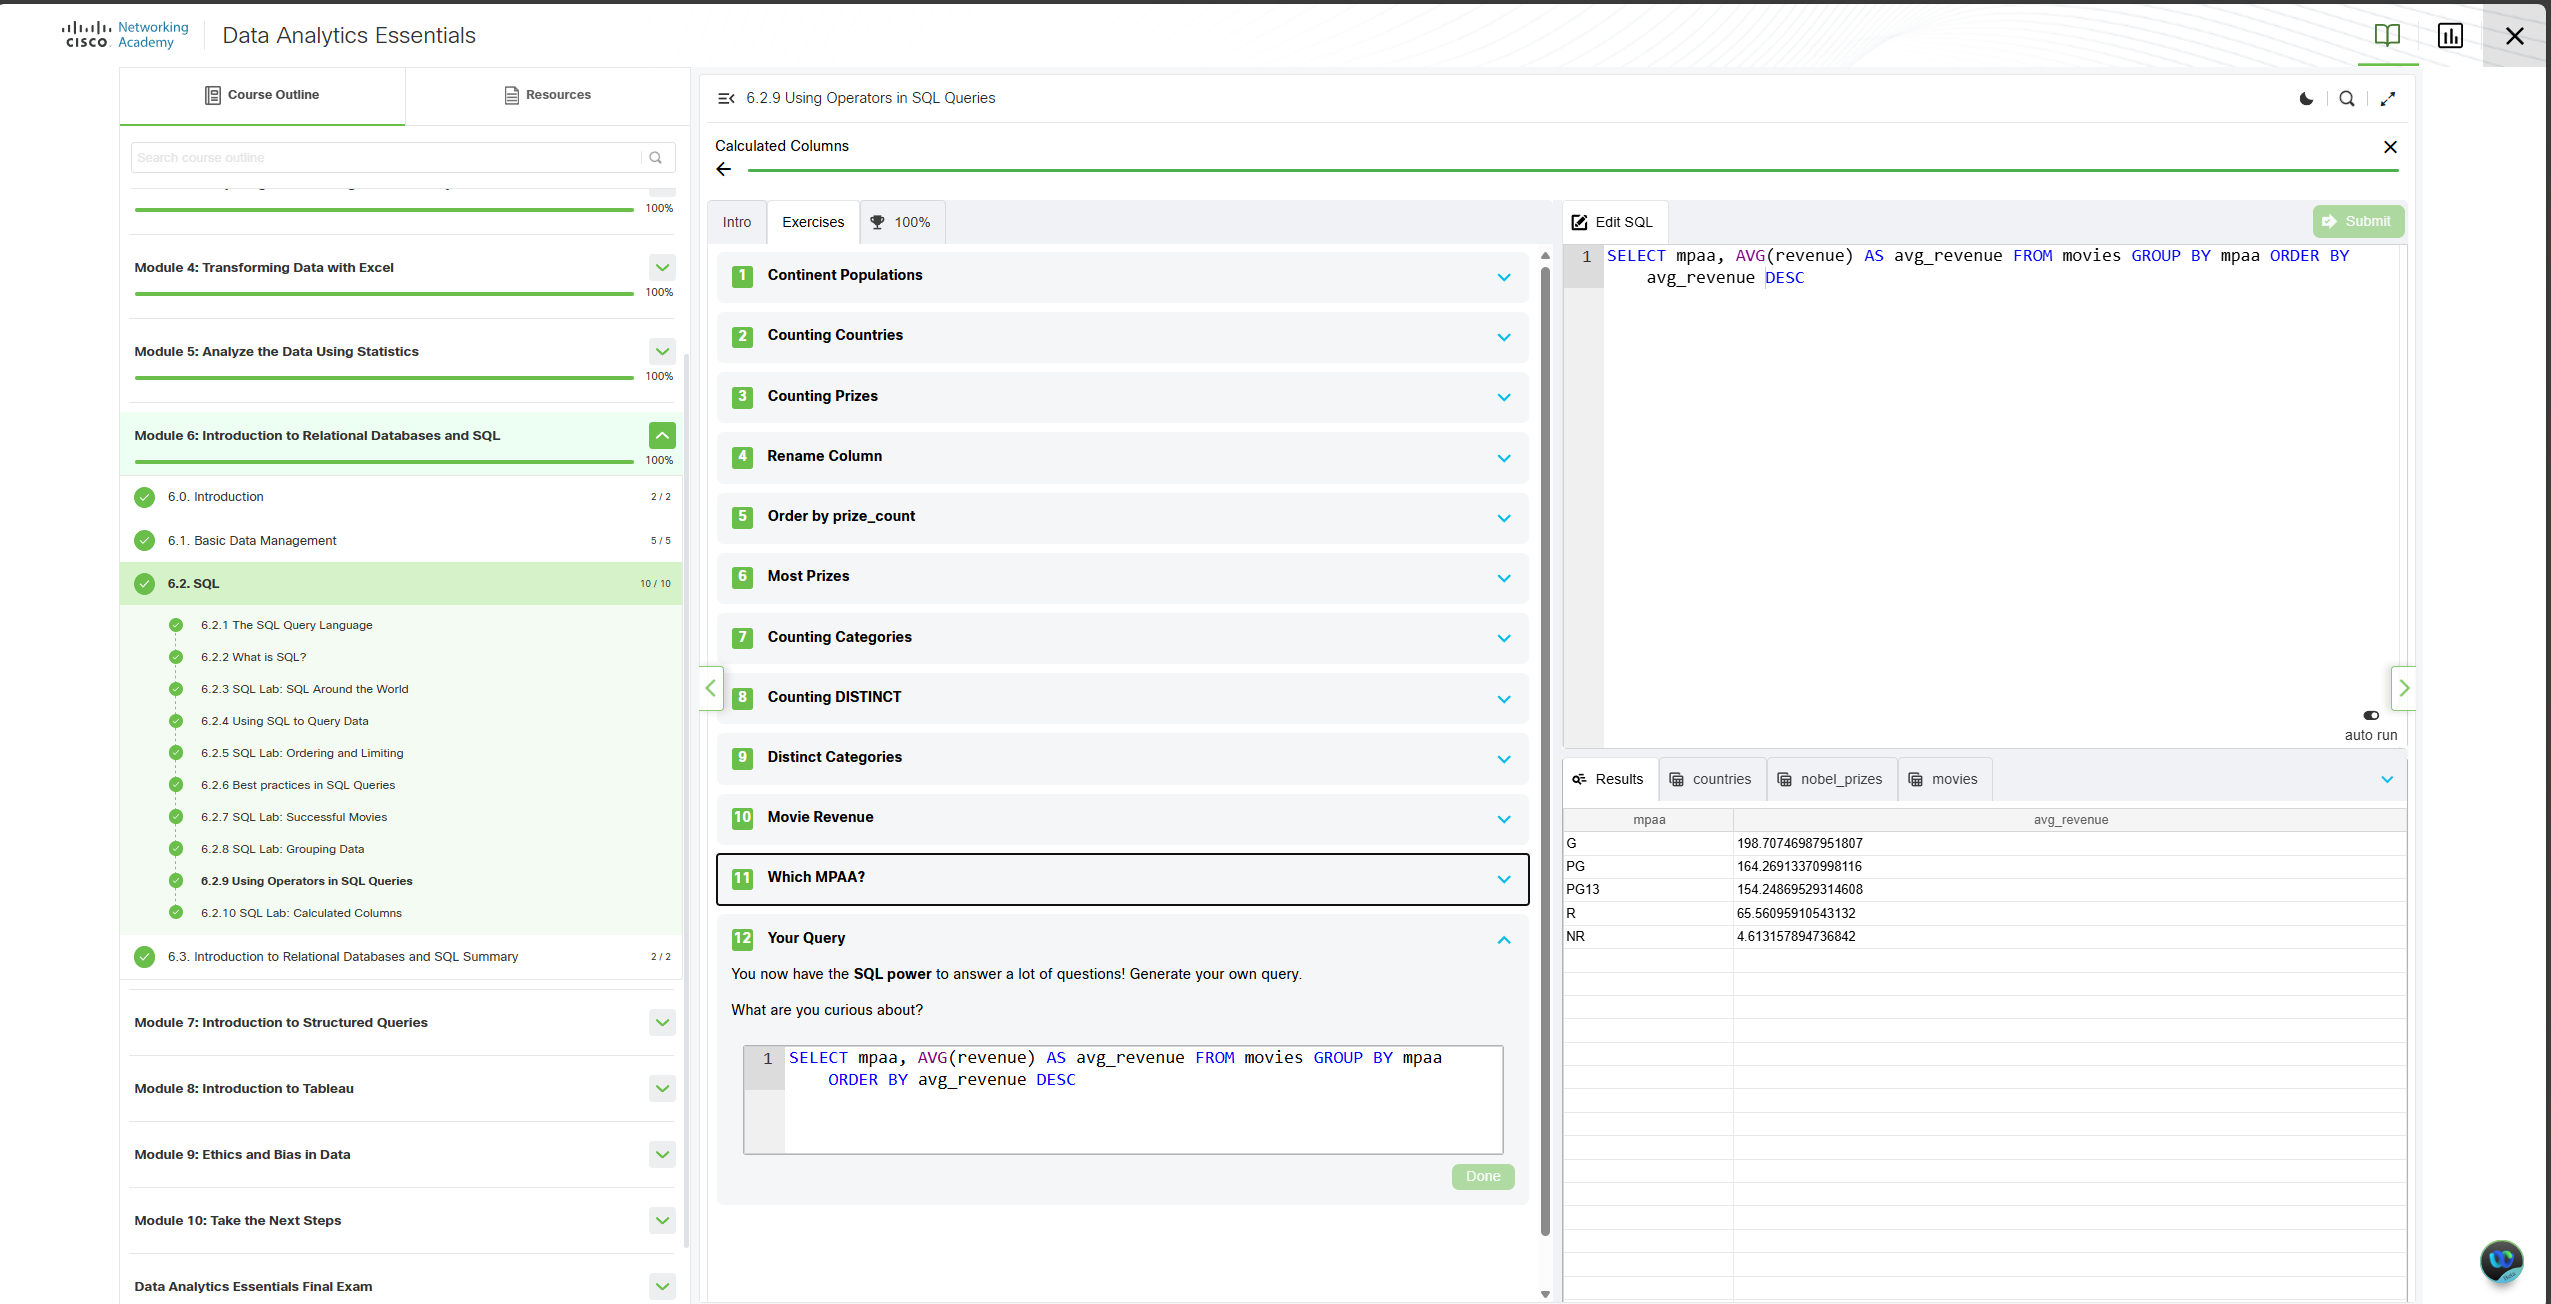 CISCO
Networking
Academy
Data Analytics Essentials
Course Outline
Resources
Search course outline
100%
Module 4: Transforming Data with Excel
100%
Module 5: Analyze the Data Using Statistics
100%
Module 6: Introduction to Relational Databases and SQL
100%
6.0. Introduction
2 / 2
6.1. Basic Data Management
5 / 5
6.2. SQL
10 / 10
6.2.1 The SQL Query Language
6.2.2 What is SQL?
6.2.3 SQL Lab: SQL Around the World
6.2.4 Using SQL to Query Data
6.2.5 SQL Lab: Ordering and Limiting
6.2.6 Best practices in SQL Queries
6.2.7 SQL Lab: Successful Movies
6.2.8 SQL Lab: Grouping Data
6.2.9 Using Operators in SQL Queries
6.2.10 SQL Lab: Calculated Columns
6.3. Introduction to Relational Databases and SQL Summary
2 / 2
Module 7: Introduction to Structured Queries
Module 8: Introduction to Tableau
Module 9: Ethics and Bias in Data
Module 10: Take the Next Steps
Data Analytics Essentials Final Exam
6.2.9 Using Operators in SQL Queries
Calculated Columns
Intro
Exercises
100%
1 Continent Populations
2 Counting Countries
3 Counting Prizes
4 Rename Column
5 Order by prize_count
6 Most Prizes
7 Counting Categories
8 Counting DISTINCT
9 Distinct Categories
10 Movie Revenue
11 Which MPAA?
12 Your Query
You now have the SQL power to answer a lot of questions! Generate your own query.
What are you curious about?
1 SELECT mpaa, AVG(revenue) AS avg_revenue FROM movies GROUP BY mpaa
ORDER BY avg_revenue DESC
Done
Edit SQL
Submit
1 SELECT mpaa, AVG(revenue) AS avg_revenue FROM movies GROUP BY mpaa ORDER BY
avg_revenue DESC
auto run
Results
countries
nobel_prizes
movies
mpaa avg_revenue
G 198.70746987951807
PG 164.26913370998116
PG13 154.24869529314608
R 65.56095910543132
NR 4.613157894736842